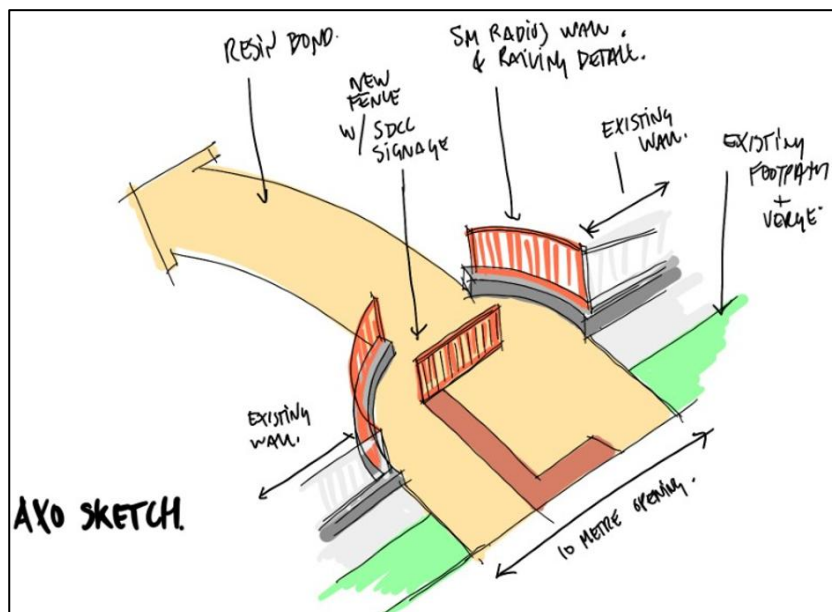 RESIN BOND.
NEW
FENCE
W/ SDCC
SIGNAGE
5M RADIUS WALL.
& RAILING DETAIL.
EXISTING
WALL.
EXISTING
FOOTPATH
+
VERGE.
EXISTING
WALL.
AXO SKETCH.
10 METRE OPENING.